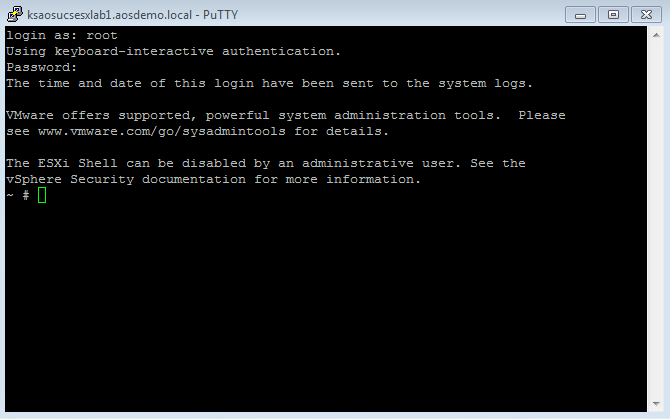 ksaosucsesxlab1.aosdemo.local - PuTTY
login as: root
Using keyboard-interactive authentication.
Password:
The time and date of this login have been sent to the system logs.
VMware offers supported, powerful system administration tools.  Please
see www.vmware.com/go/sysadmintools for details.
The ESXi Shell can be disabled by an administrative user. See the
vSphere Security documentation for more information.
~ #